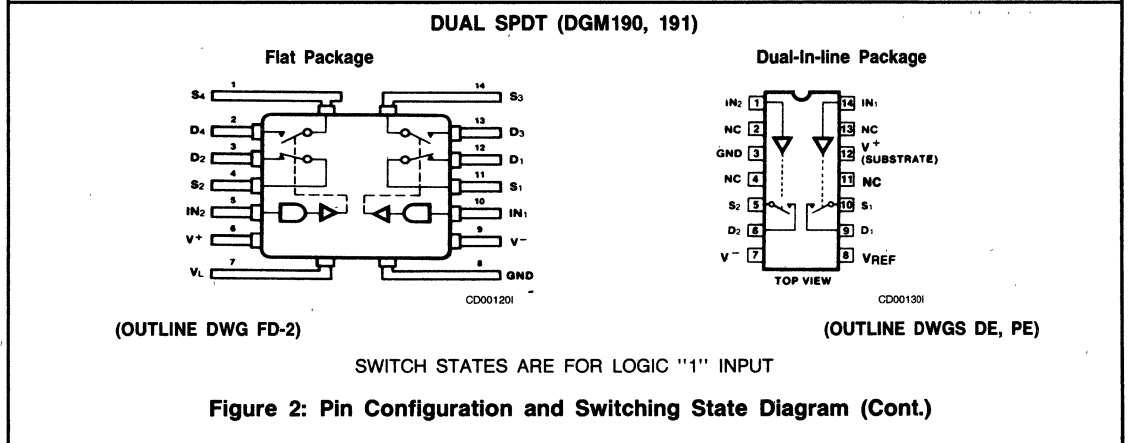 DUAL SPDT (DGM190, 191)
Flat Package
1
S4
14
S3
2
D4
13
D3
3
D2
12
D1
4
S2
11
S1
5
IN2
10
IN1
6
V+
9
V−
7
VL
8
GND
CD00120I
(OUTLINE DWG FD-2)
Dual-In-line Package
IN2 1
14 IN1
NC 2
13 NC
GND 3
12 V+
(SUBSTRATE)
NC 4
11 NC
S2 5
10 S1
D2 6
9 D1
V− 7
8 VREF
TOP VIEW
CD00130I
(OUTLINE DWGS DE, PE)
SWITCH STATES ARE FOR LOGIC "1" INPUT
Figure 2: Pin Configuration and Switching State Diagram (Cont.)